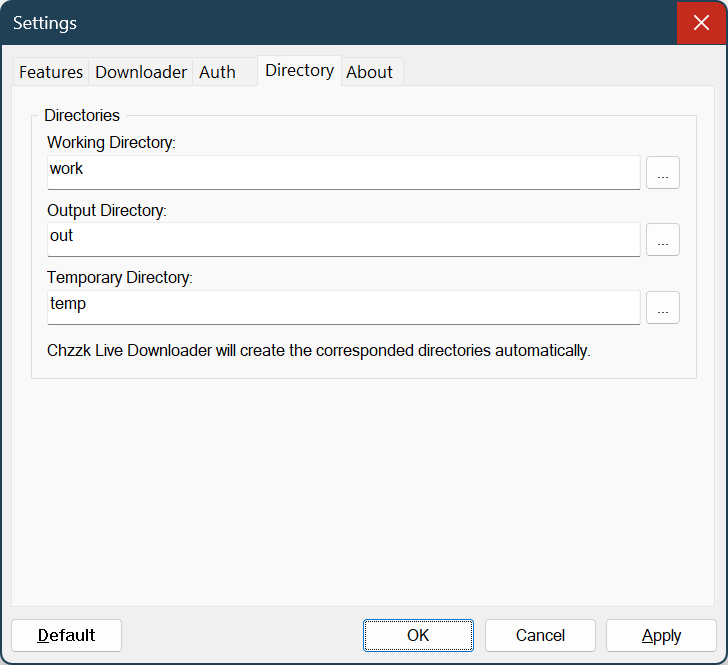 Settings
Features Downloader Auth Directory About
Directories
Working Directory:
work
...
Output Directory:
out
...
Temporary Directory:
temp
...
Chzzk Live Downloader will create the corresponded directories automatically.
Default OK Cancel Apply